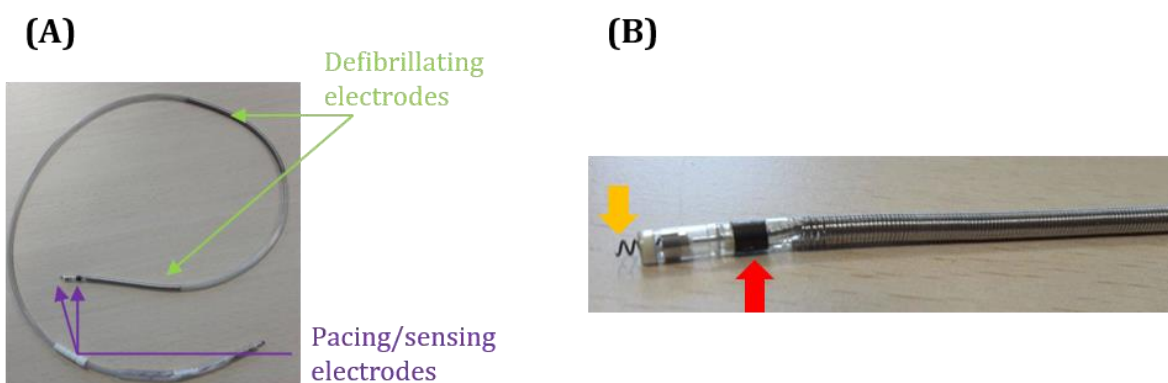 (A)
Defibrillating
electrodes
Pacing/sensing
electrodes
(B)